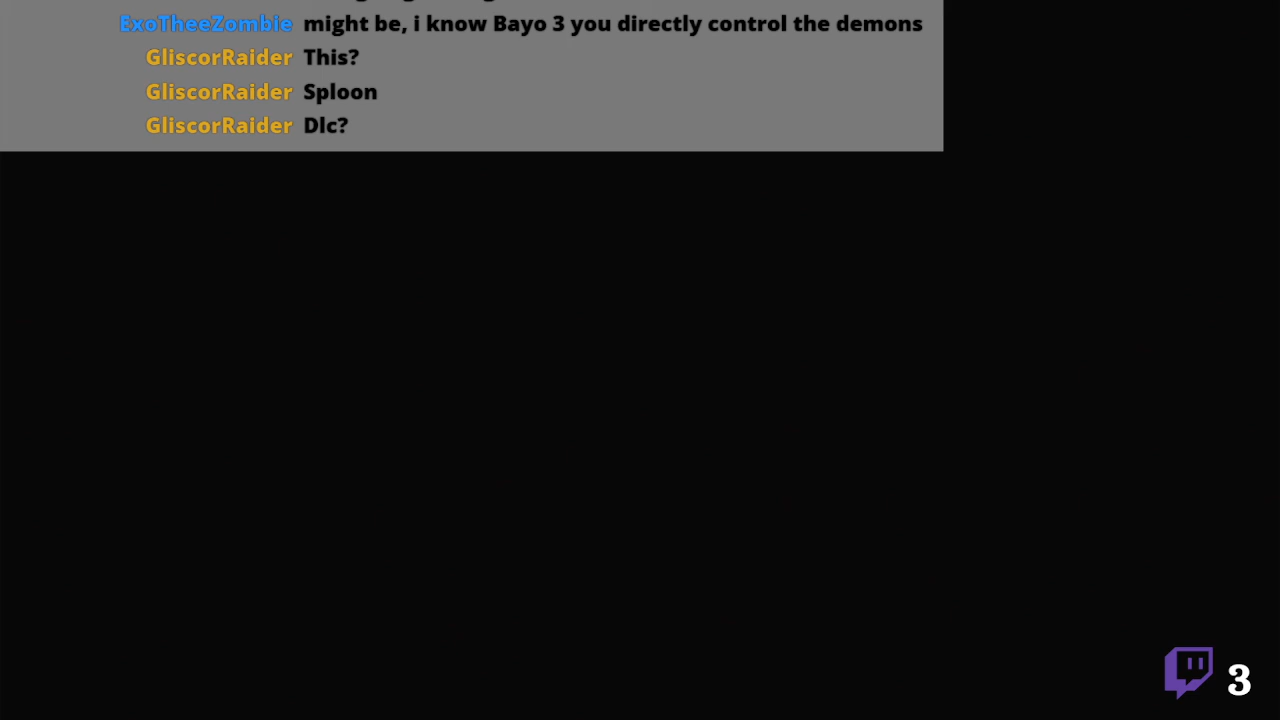 ExoTheeZombie might be, i know Bayo 3 you directly control the demons
GliscorRaider This?
GliscorRaider Sploon
GliscorRaider Dlc?
3